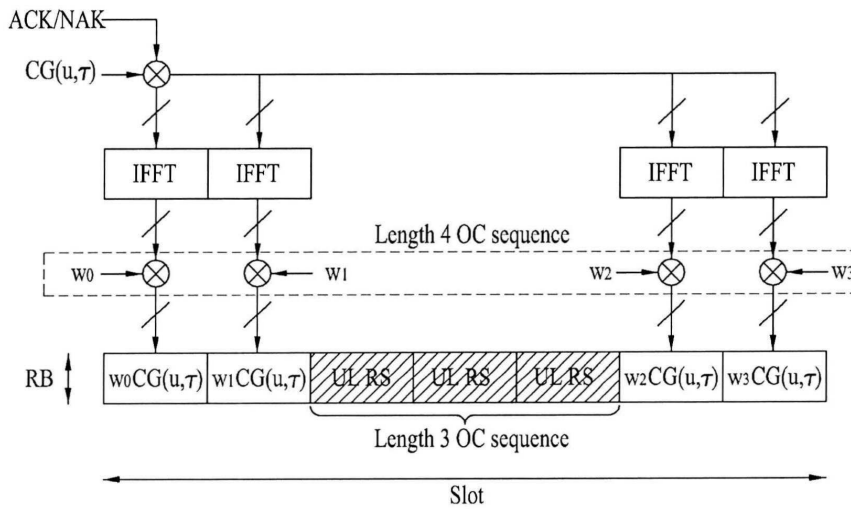 ACK/NAK
CG(u,τ)
IFFT IFFT IFFT IFFT
Length 4 OC sequence
W0 W1 W2 W3
RB
W0CG(u,τ) W1CG(u,τ) UL RS UL RS UL RS W2CG(u,τ) W3CG(u,τ)
Length 3 OC sequence
Slot